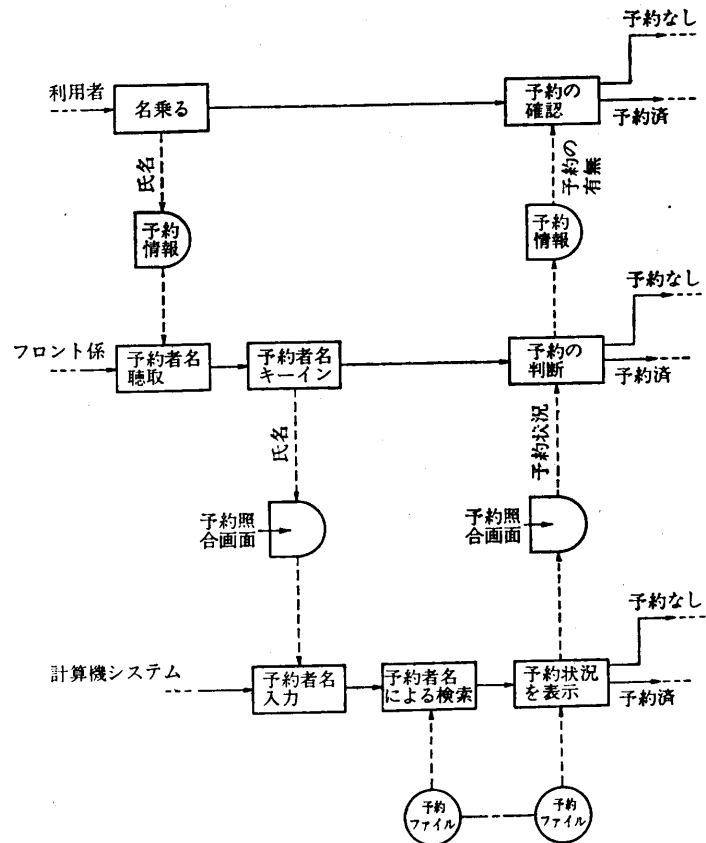 予約なし
利用者
名乗る
予約の
確認
予約済
氏名
予約の
有無
予約
情報
予約
情報
予約なし
フロント係
予約者名
聴取
予約者名
キーイン
予約の
判断
予約済
氏名
予約状況
予約照
合画面
予約照
合画面
予約なし
計算機システム
予約者名
入力
予約者名
による検索
予約状況
を表示
予約済
予約
ファイル
予約
ファイル